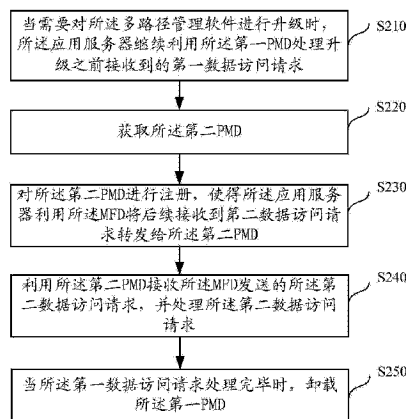 当需要对所述多路径管理软件进行升级时，
所述应用服务器继续利用所述第一PMD处理升
级之前接收到的第一数据访问请求
S210
获取所述第二PMD
S220
对所述第二PMD进行注册，使得所述应用服务
器利用所述MFD将后续接收到第二数据访问请
求转发给所述第二PMD
S230
利用所述第二PMD接收所述MFD发送的所述第
二数据访问请求，并处理所述第二数据访问
请求
S240
当所述第一数据访问请求处理完毕时，卸载
所述第一PMD
S250